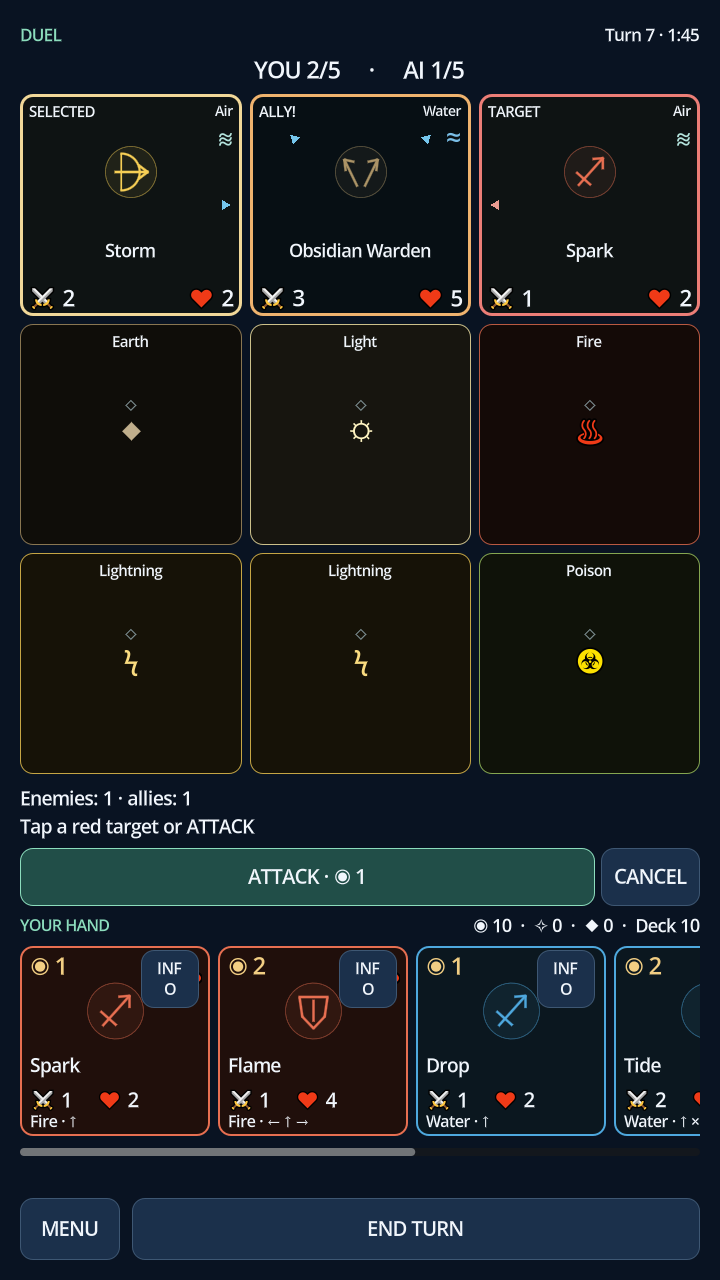 DUEL
Turn 7 · 1:45
YOU 2/5 · AI 1/5
SELECTED Air
Storm
2 2
ALLY! Water
Obsidian Warden
3 5
TARGET Air
Spark
1 2
Earth
Light
Fire
Lightning
Lightning
Poison
Enemies: 1 · allies: 1
Tap a red target or ATTACK
ATTACK · ◉ 1
CANCEL
YOUR HAND
◉ 10 · ✧ 0 · ◆ 0 · Deck 10
◉ 1
INF
O
Spark
1 2
Fire · ↑
◉ 2
INF
O
Flame
1 4
Fire · ← ↑ →
◉ 1
INF
O
Drop
1 2
Water · ↑
◉ 2
Tide
2
Water · ↑ ×
MENU
END TURN